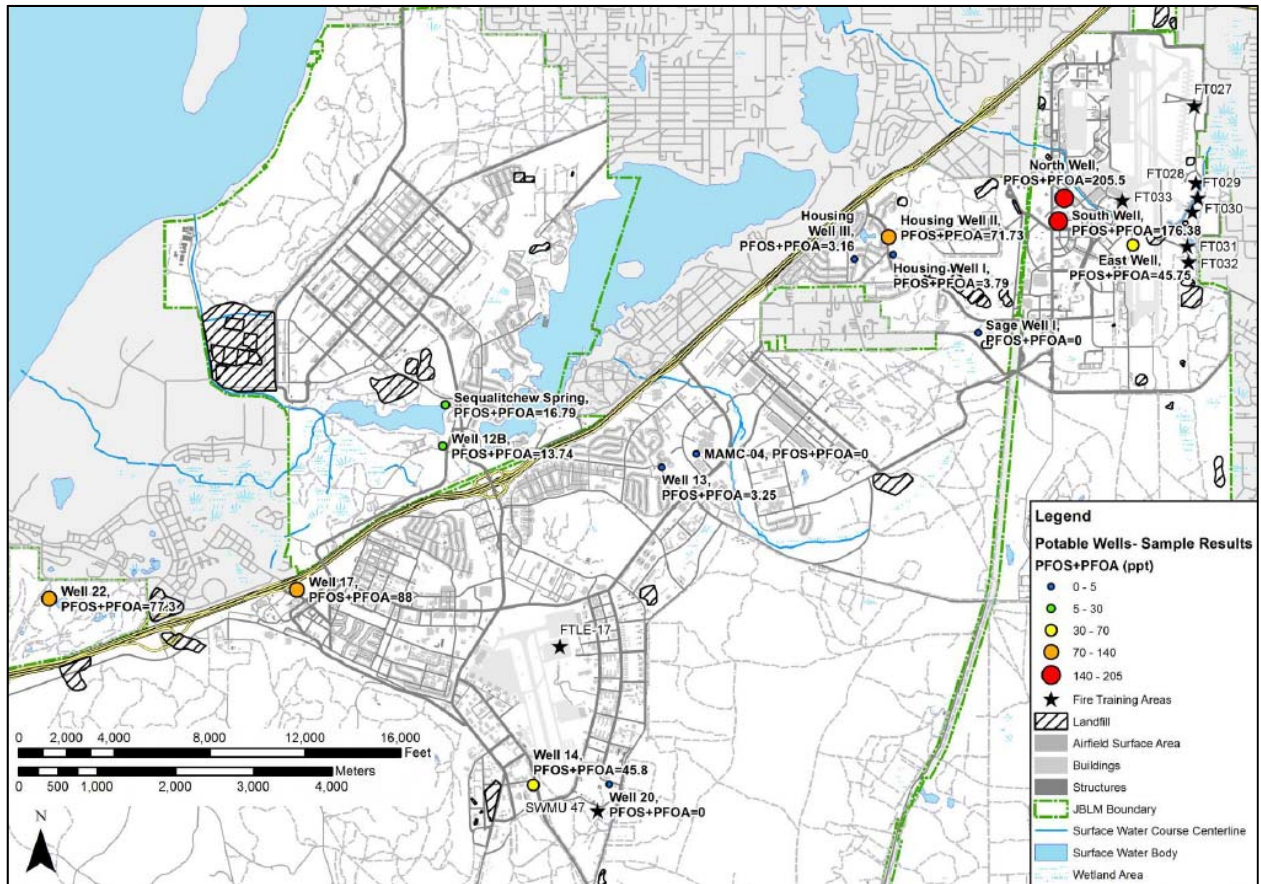 FT027
North Well,
PFOS+PFOA=205.5
FT028
FT029
FT033
FT030
Housing
Well III,
PFOS+PFOA=3.16
Housing Well II,
PFOS+PFOA=71.73
South Well,
PFOS+PFOA=176.38
FT031
East Well,
PFOS+PFOA=45.75
FT032
Housing Well I,
PFOS+PFOA=3.79
Sage Well I,
PFOS+PFOA=0
Sequalitchew Spring,
PFOS+PFOA=16.79
Well 12B,
PFOS+PFOA=13.74
MAMC-04, PFOS+PFOA=0
Well 13,
PFOS+PFOA=3.25
Well 22,
PFOS+PFOA=77.3
Well 17,
PFOS+PFOA=88
FTLE-17
Well 14,
PFOS+PFOA=45.8
SWMU 47
Well 20,
PFOS+PFOA=0
0 2,000 4,000 8,000 12,000 16,000
Feet
Meters
0 500 1,000 2,000 3,000 4,000
N
Legend
Potable Wells- Sample Results
PFOS+PFOA (ppt)
0 - 5
5 - 30
30 - 70
70 - 140
140 - 205
Fire Training Areas
Landfill
Airfield Surface Area
Buildings
Structures
JBLM Boundary
Surface Water Course Centerline
Surface Water Body
Wetland Area